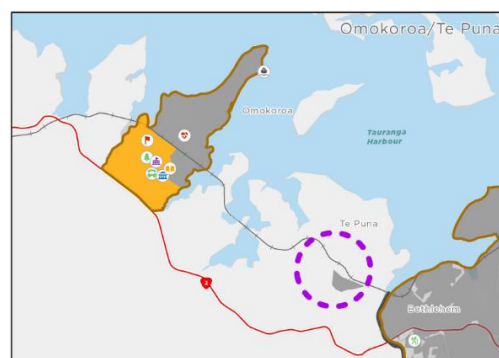 Omokoroa/Te Puna
Omokoroa
Tauranga
Harbour
Te Puna
2
Bethlehem